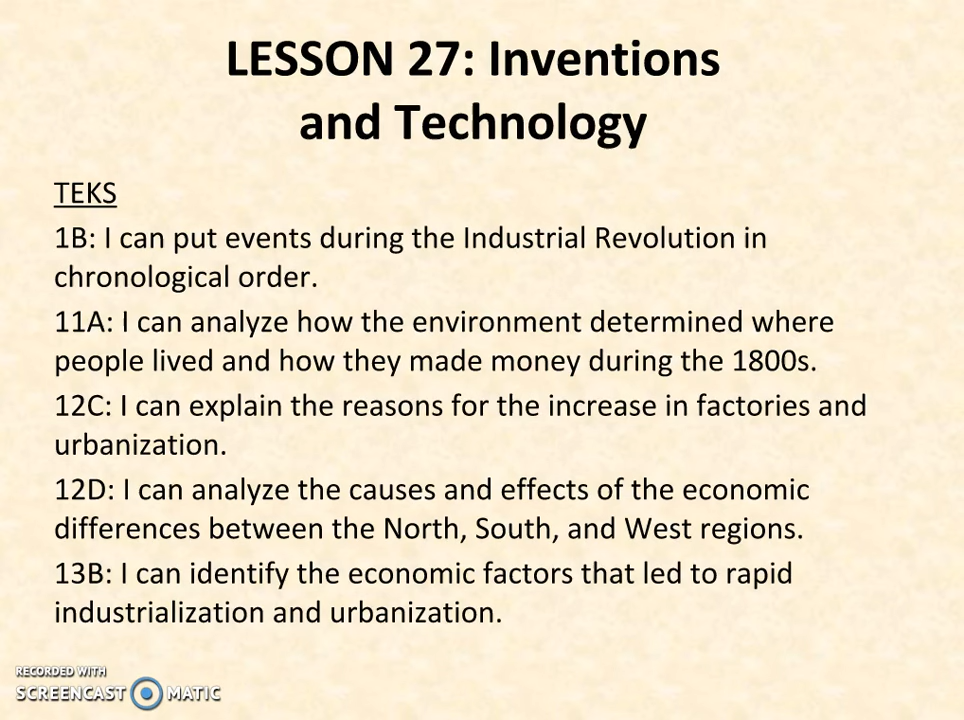 LESSON 27: Inventions
and Technology
TEKS
1B: I can put events during the Industrial Revolution in
chronological order.
11A: I can analyze how the environment determined where
people lived and how they made money during the 1800s.
12C: I can explain the reasons for the increase in factories and
urbanization.
12D: I can analyze the causes and effects of the economic
differences between the North, South, and West regions.
13B: I can identify the economic factors that led to rapid
industrialization and urbanization.
RECORDED WITH
SCREENCAST MATIC